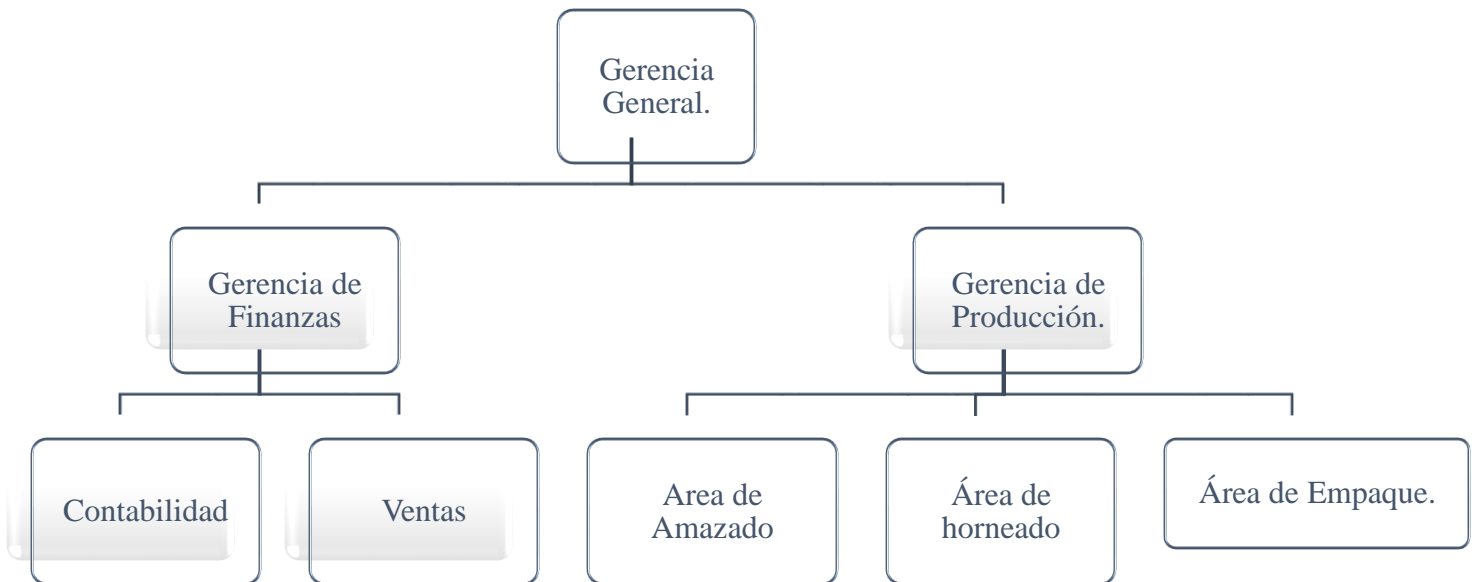 Gerencia
General.
Gerencia de
Finanzas
Gerencia de
Producción.
Contabilidad
Ventas
Area de
Amazado
Área de
horneado
Área de Empaque.